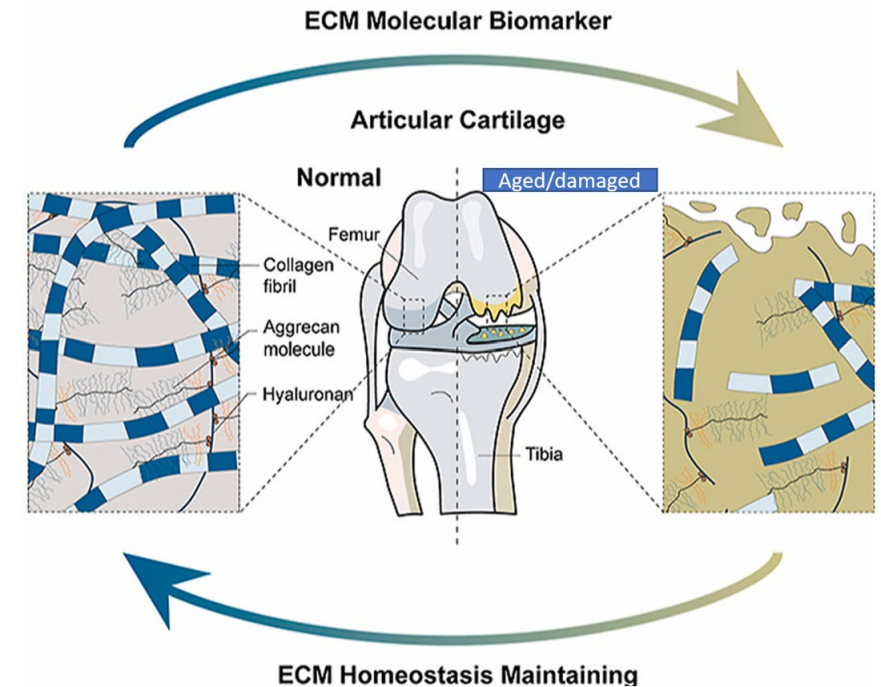 ECM Molecular Biomarker
Articular Cartilage
Normal
Aged/damaged
Femur
Collagen
fibril
Aggrecan
molecule
Hyaluronan
Tibia
ECM Homeostasis Maintaining